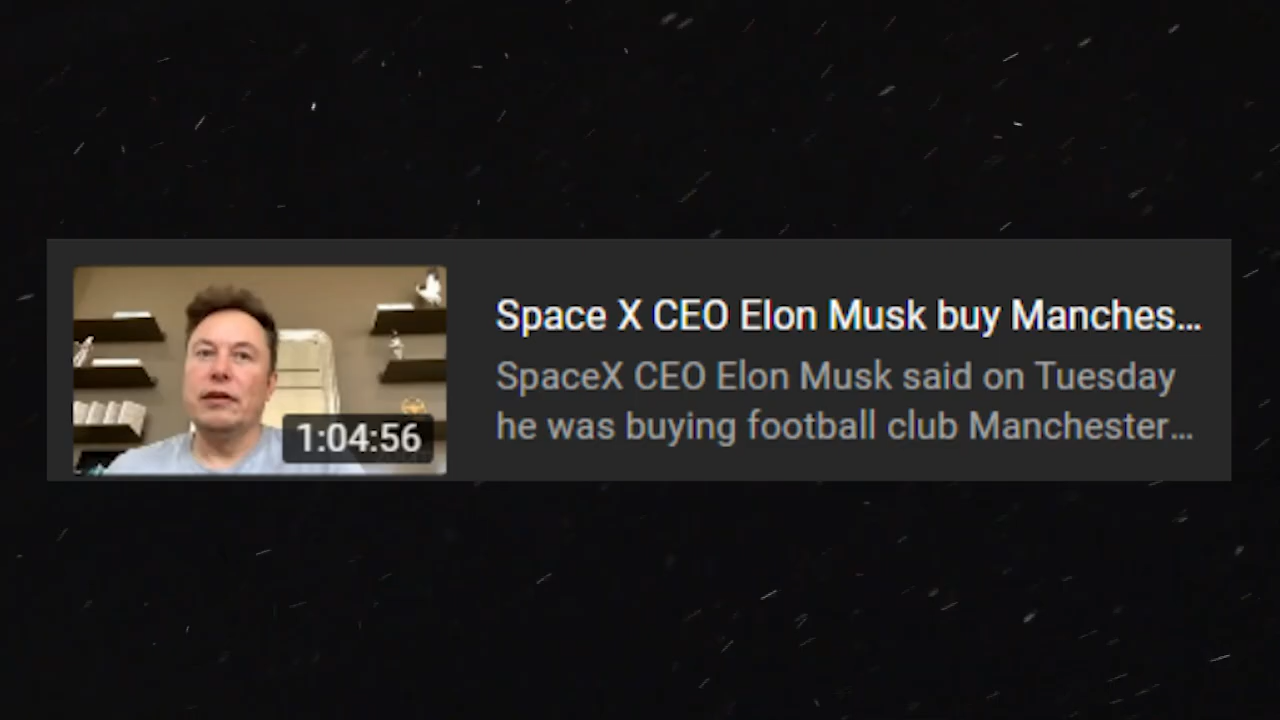 Space X CEO Elon Musk buy Manches...
SpaceX CEO Elon Musk said on Tuesday
he was buying football club Manchester...
1:04:56